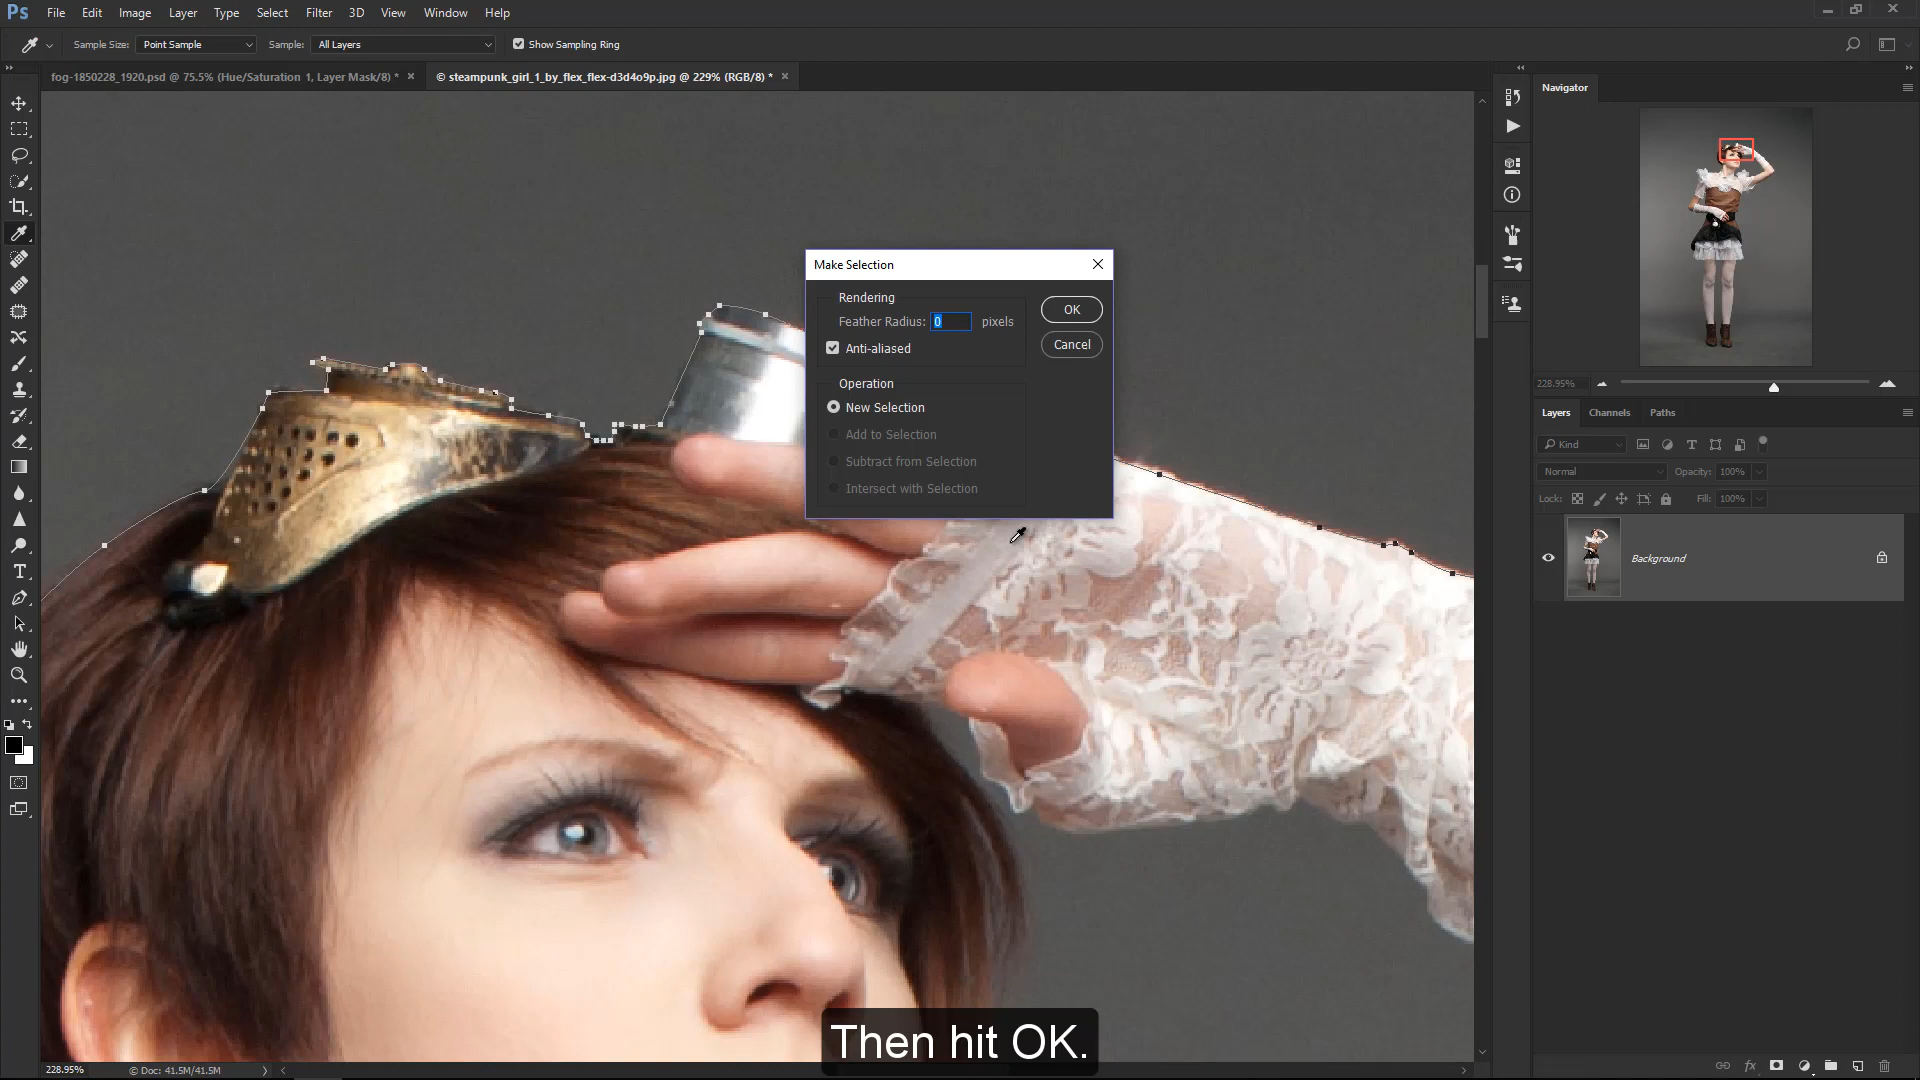 Ps File Edit Image Layer Type Select Filter 3D View Window Help
Sample Size: Point Sample Sample: All Layers Show Sampling Ring
fog-1850228_1920.psd @ 75.5% (Hue/Saturation 1, Layer Mask/8) * × © steampunk_girl_1_by_flex_flex-d3d4o9p.jpg @ 229% (RGB/8) * ×
Navigator
Make Selection
Rendering
Feather Radius: 0 pixels
Anti-aliased
OK
Cancel
Operation
New Selection
Add to Selection
Subtract from Selection
Intersect with Selection
228.95%
Layers Channels Paths
Kind
Normal Opacity: 100%
Lock: Fill: 100%
Background
Then hit OK.
228.95% © Doc: 41.5M/41.5M
fx